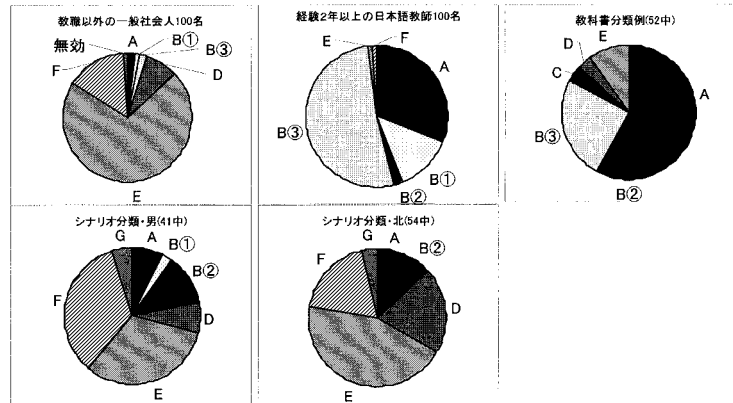 教職以外の一般社会人100名
無効
A
B①
B③
D
F
E
経験2年以上の日本語教師100名
E
F
A
B③
B①
B②
教科書分類例(52中)
E
D
C
A
B③
B②
シナリオ分類・男(41中)
G
A
B①
B②
F
D
E
シナリオ分類・北(54中)
G
A
B②
F
D
E